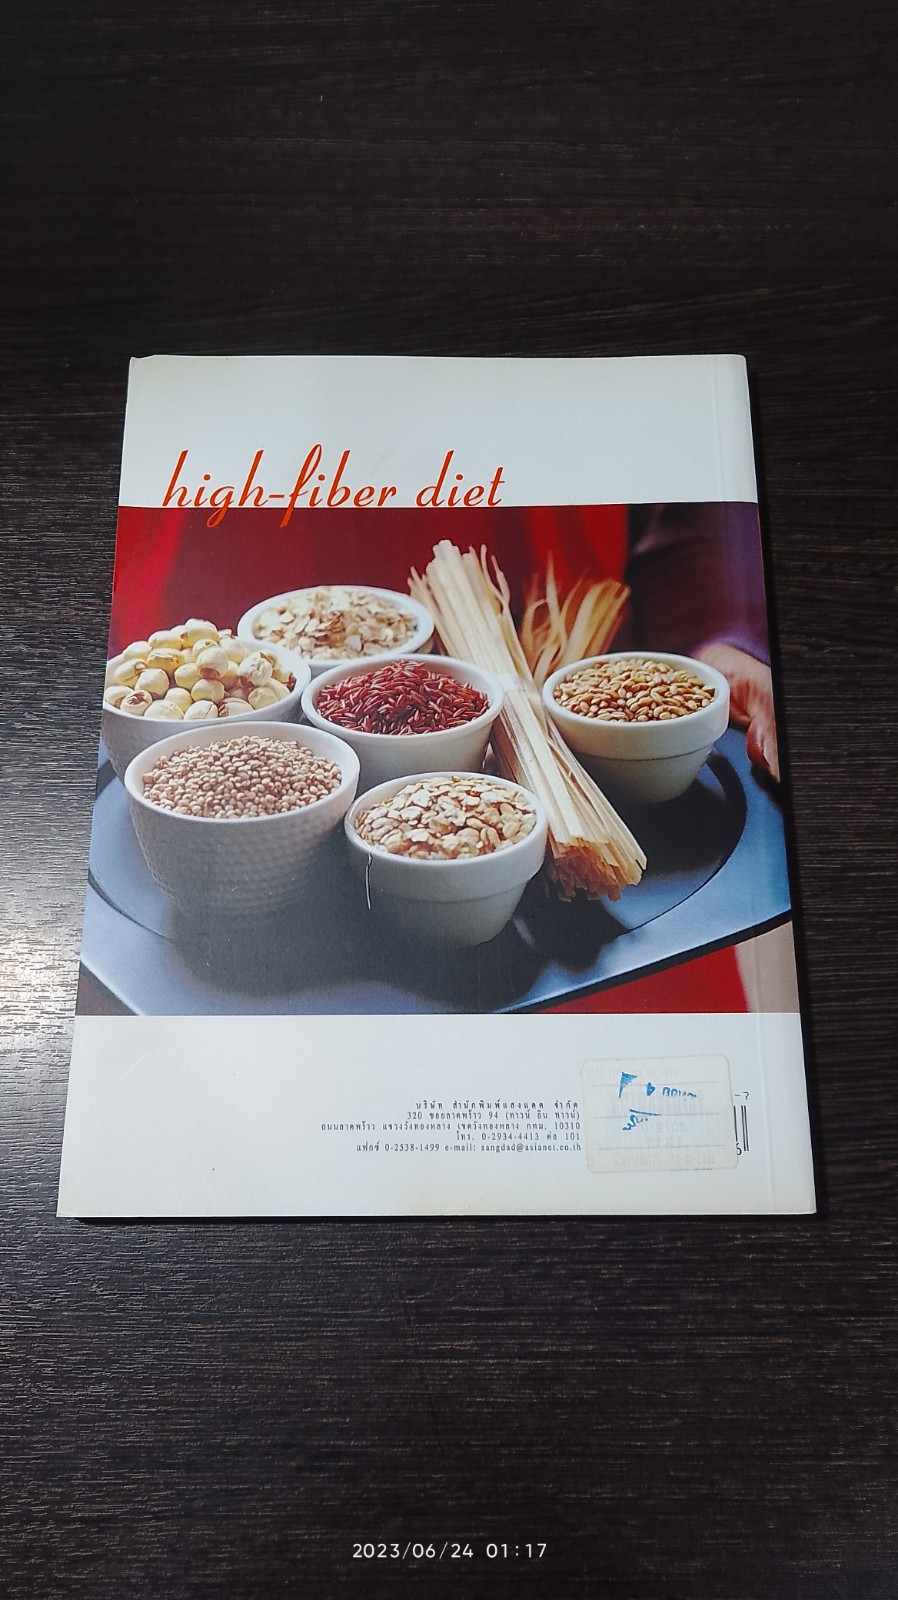 high-fiber diet
บริษัท สำนักพิมพ์แสงแดด จำกัด
320 ซอยลาดพร้าว 94 (ทาวน์ อิน ทาวน์)
ถนนลาดพร้าว แขวงวังทองหลาง เขตวังทองหลาง กทม. 10310
โทร. 0-2934-4413 ต่อ 101
แฟกซ์ 0-2538-1499 e-mail: sangdad@asianet.co.th
-7
2023/06/24 01:17